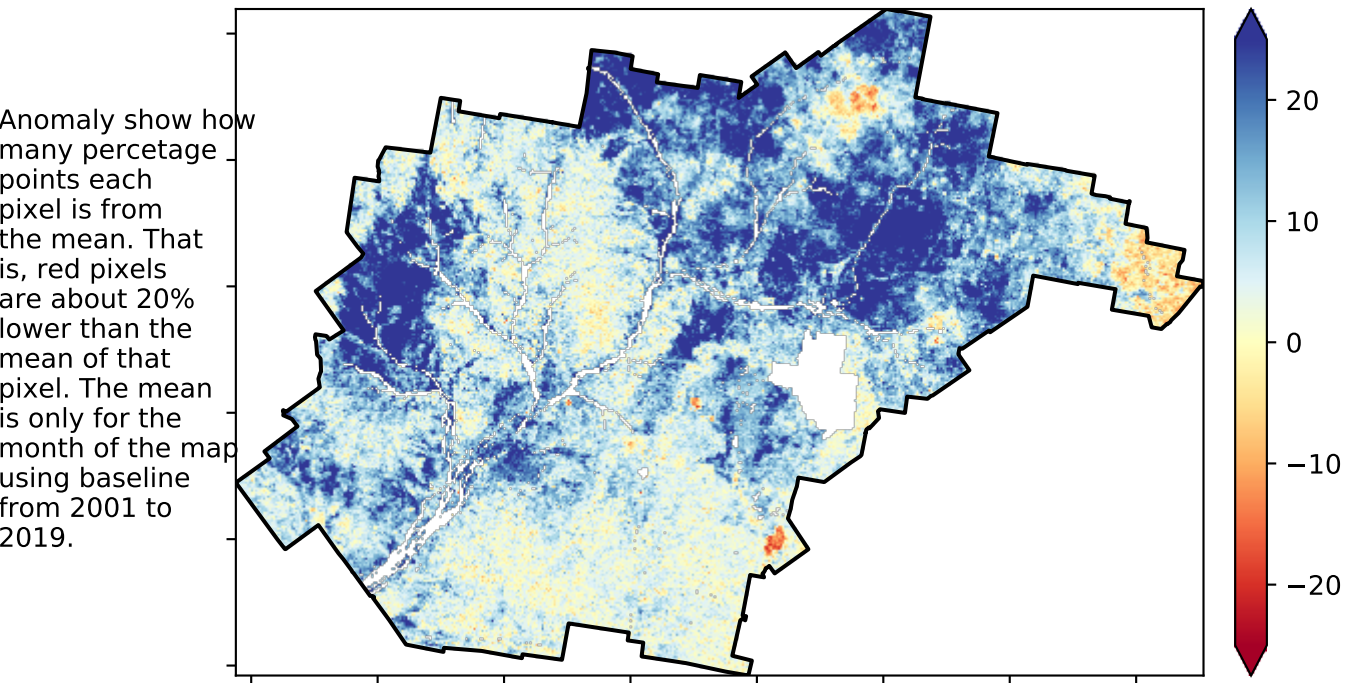 Anomaly show how
many percetage
points each
pixel is from
the mean. That
is, red pixels
are about 20%
lower than the
mean of that
pixel. The mean
is only for the
month of the map
using baseline
from 2001 to
2019.
20
10
0
−10
−20